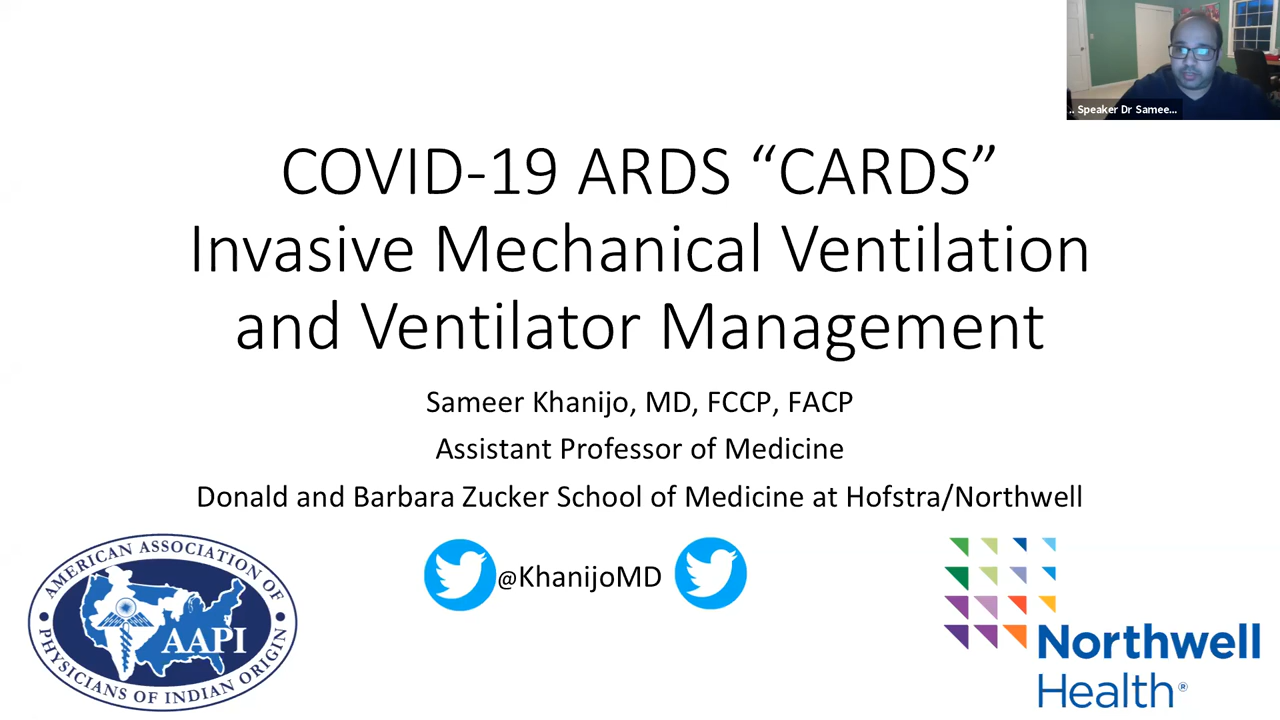 .. Speaker Dr Samee...
COVID-19 ARDS “CARDS”
Invasive Mechanical Ventilation
and Ventilator Management
Sameer Khanijo, MD, FCCP, FACP
Assistant Professor of Medicine
Donald and Barbara Zucker School of Medicine at Hofstra/Northwell
@KhanijoMD
AMERICAN ASSOCIATION OF
AAPI
PHYSICIANS OF INDIAN ORIGIN
Northwell
Health®